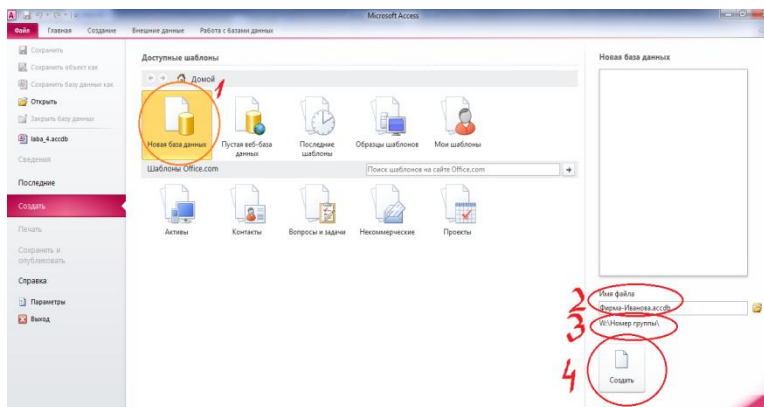 Microsoft Access
Файл Главная Создание Внешние данные Работа с базами данных
Сохранить
Сохранить объект как
Сохранить базу данных как
Открыть
Закрыть базу данных
laba_4.accdb
Сведения
Последние
Создать
Печать
Сохранить и
опубликовать
Справка
Параметры
Выход
Доступные шаблоны
Домой
1
Новая база данных
Пустая веб-база
данных
Последние
шаблоны
Образцы шаблонов
Мои шаблоны
Шаблоны Office.com
Поиск шаблонов на сайте Office.com
Активы
Контакты
Вопросы и задачи
Некоммерческие
Проекты
Новая база данных
2
Имя файла
Ферма-Иванова.accdb
3
W:\Номер группы\
4
Создать